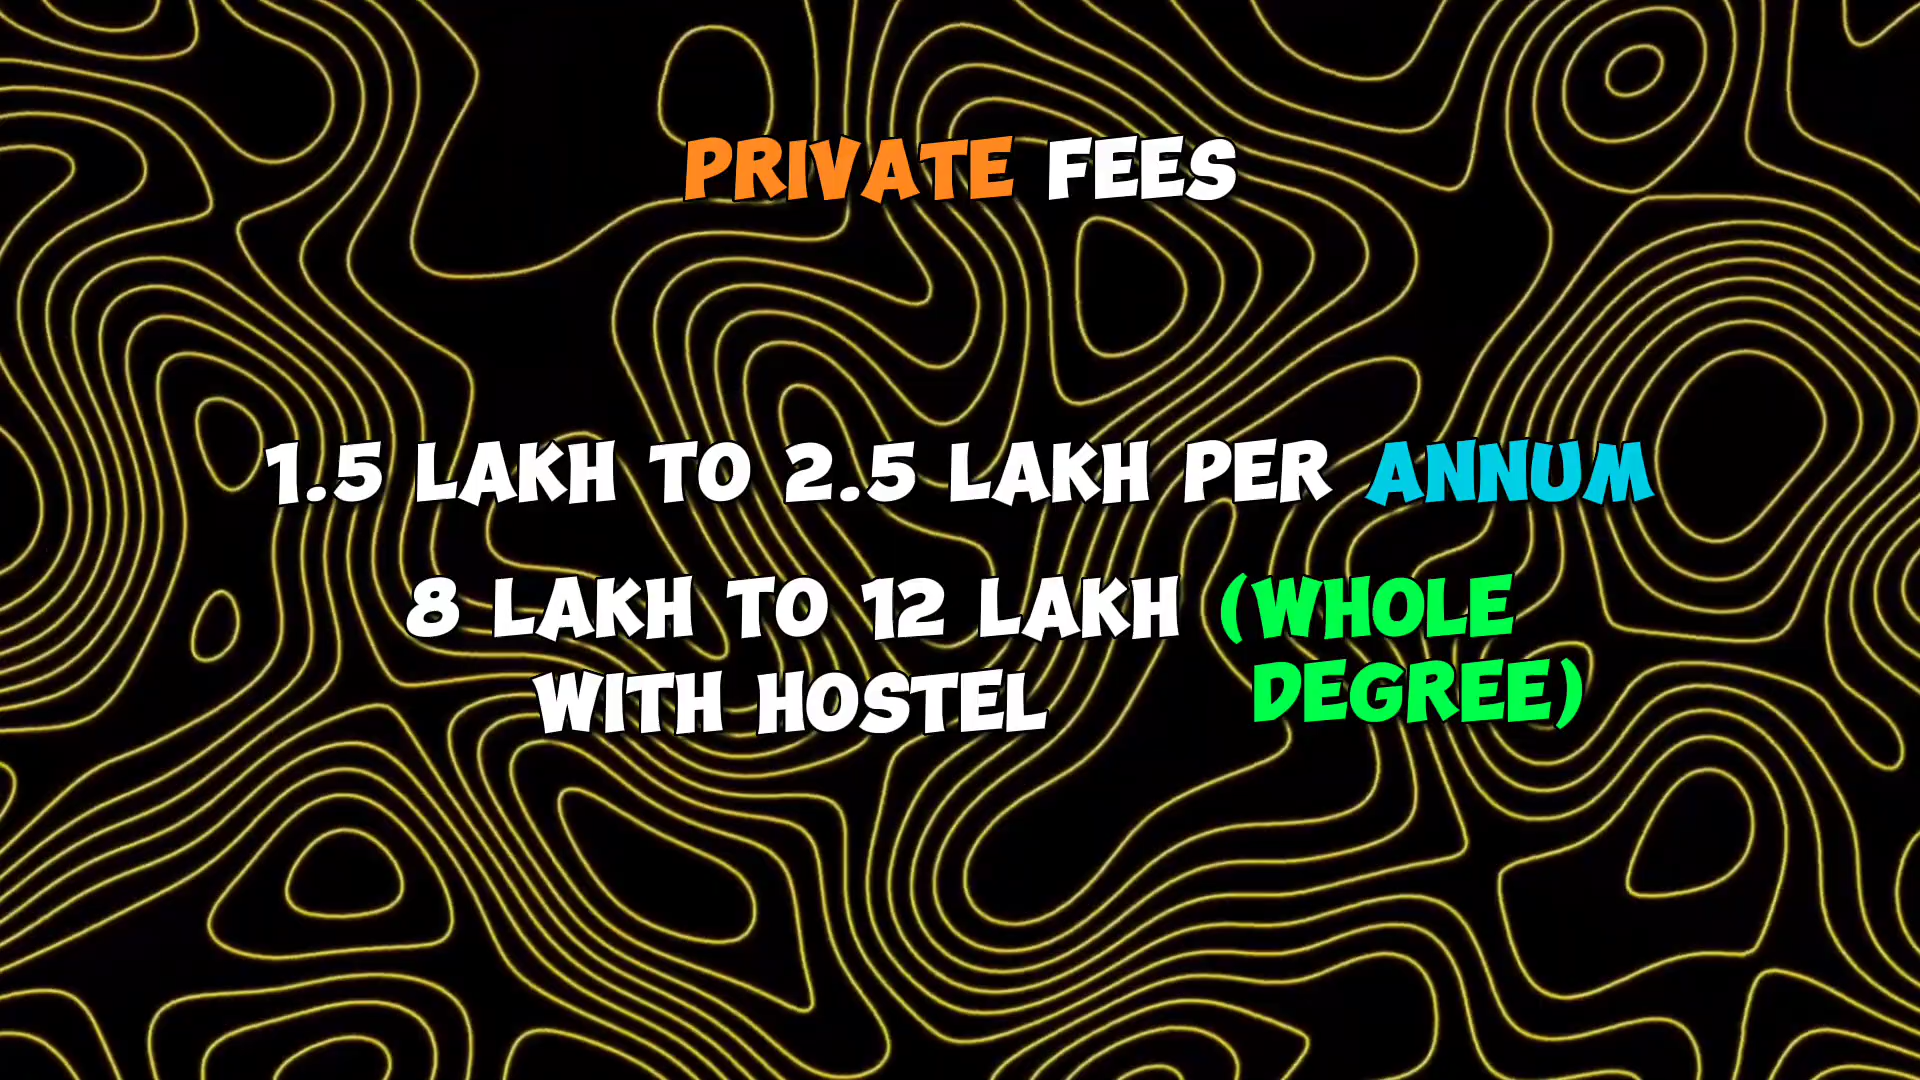 PRIVATE FEES
1.5 LAKH TO 2.5 LAKH PER ANNUM
8 LAKH TO 12 LAKH (WHOLE
WITH HOSTEL DEGREE)